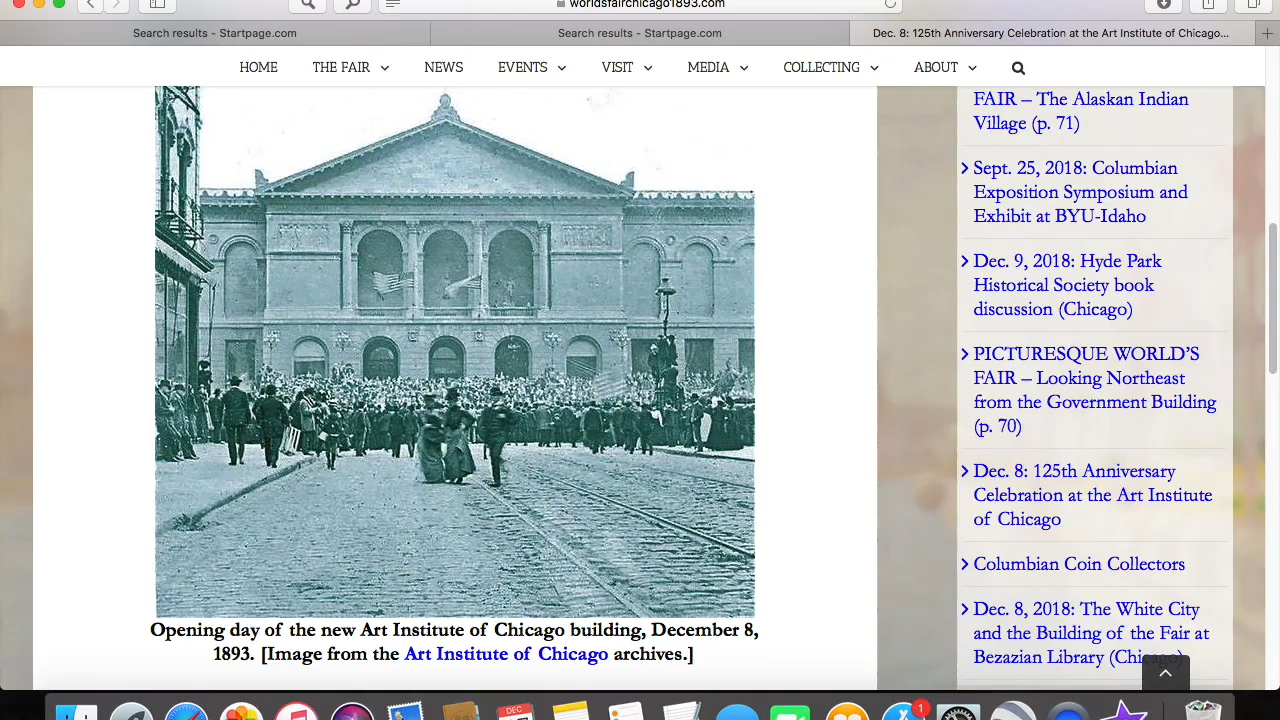 worldsfairchicago1893.com
Search results - Startpage.com
Search results - Startpage.com
Dec. 8: 125th Anniversary Celebration at the Art Institute of Chicago...
HOME
THE FAIR
NEWS
EVENTS
VISIT
MEDIA
COLLECTING
ABOUT
Opening day of the new Art Institute of Chicago building, December 8,
1893. [Image from the Art Institute of Chicago archives.]
FAIR – The Alaskan Indian
Village (p. 71)
Sept. 25, 2018: Columbian
Exposition Symposium and
Exhibit at BYU-Idaho
Dec. 9, 2018: Hyde Park
Historical Society book
discussion (Chicago)
PICTURESQUE WORLD’S
FAIR – Looking Northeast
from the Government Building
(p. 70)
Dec. 8: 125th Anniversary
Celebration at the Art Institute
of Chicago
Columbian Coin Collectors
Dec. 8, 2018: The White City
and the Building of the Fair at
Bezazian Library (Chicago)
DEC
1